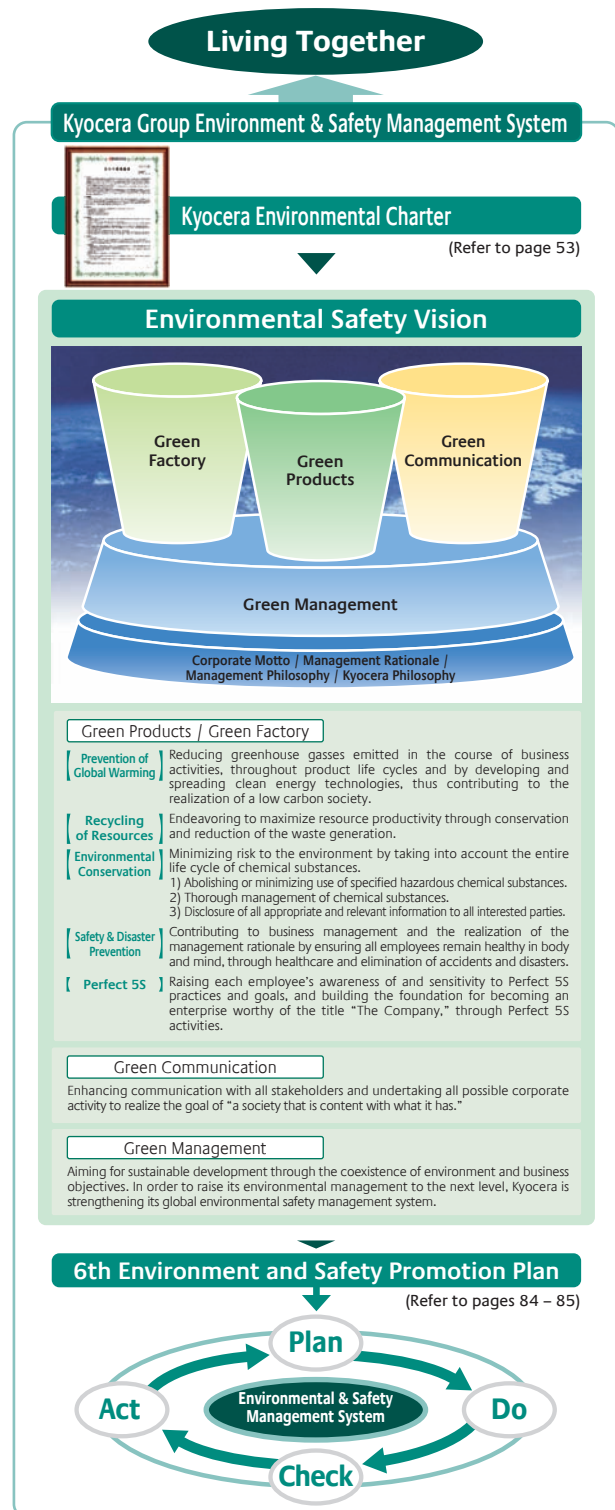 Living Together
Kyocera Group Environment & Safety Management System
Kyocera Environmental Charter
(Refer to page 53)
Environmental Safety Vision
Green
Factory
Green
Products
Green
Communication
Green Management
Corporate Motto / Management Rationale /
Management Philosophy / Kyocera Philosophy
Green Products / Green Factory
Prevention of
Global Warming
Reducing greenhouse gasses emitted in the course of business
activities, throughout product life cycles and by developing and
spreading clean energy technologies, thus contributing to the
realization of a low carbon society.
Recycling
of Resources
Endeavoring to maximize resource productivity through conservation
and reduction of the waste generation.
Environmental
Conservation
Minimizing risk to the environment by taking into account the entire
life cycle of chemical substances.
1) Abolishing or minimizing use of specified hazardous chemical substances.
2) Thorough management of chemical substances.
3) Disclosure of all appropriate and relevant information to all interested parties.
Safety & Disaster
Prevention
Contributing to business management and the realization of the
management rationale by ensuring all employees remain healthy in body
and mind, through healthcare and elimination of accidents and disasters.
Perfect 5S
Raising each employee's awareness of and sensitivity to Perfect 5S
practices and goals, and building the foundation for becoming an
enterprise worthy of the title “The Company,” through Perfect 5S
activities.
Green Communication
Enhancing communication with all stakeholders and undertaking all possible corporate
activity to realize the goal of “a society that is content with what it has.”
Green Management
Aiming for sustainable development through the coexistence of environment and business
objectives. In order to raise its environmental management to the next level, Kyocera is
strengthening its global environmental safety management system.
6th Environment and Safety Promotion Plan
(Refer to pages 84 – 85)
Plan
Act
Environmental & Safety
Management System
Do
Check